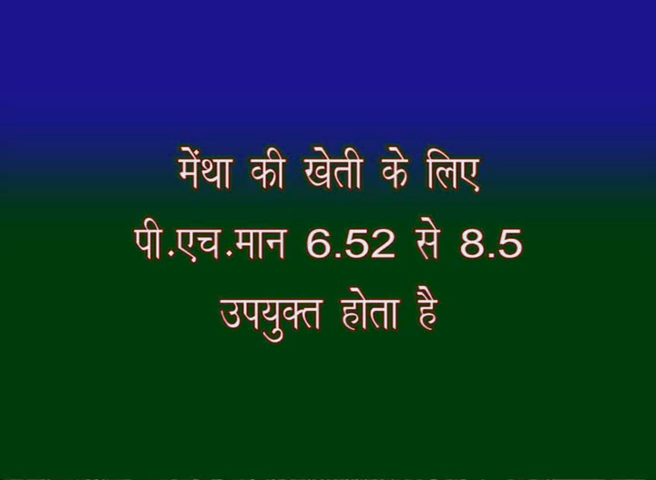 मेंथा की खेती के लिए
पी.एच.मान 6.52 से 8.5
उपयुक्त होता है